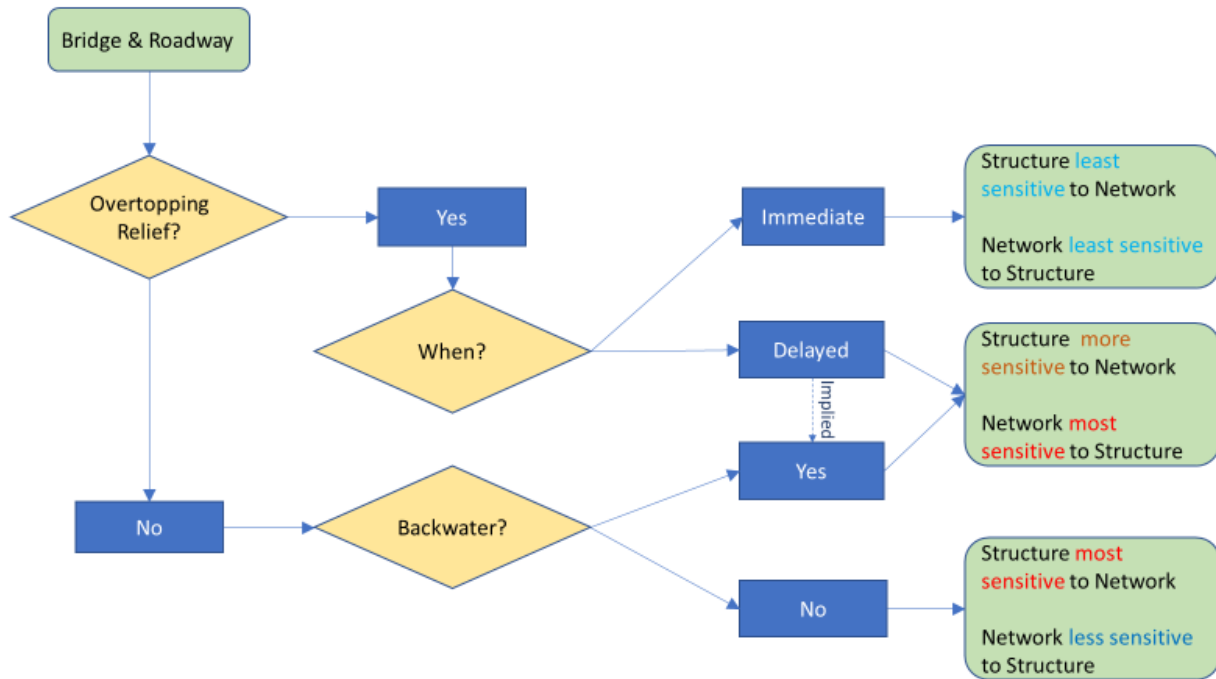 Bridge & Roadway
Overtopping
Relief?
Yes
When?
Immediate
Structure least
sensitive to Network
Network least sensitive
to Structure
Delayed
Implied
Structure more
sensitive to Network
Network most
sensitive to Structure
Yes
No
Backwater?
No
Structure most
sensitive to Network
Network less sensitive
to Structure